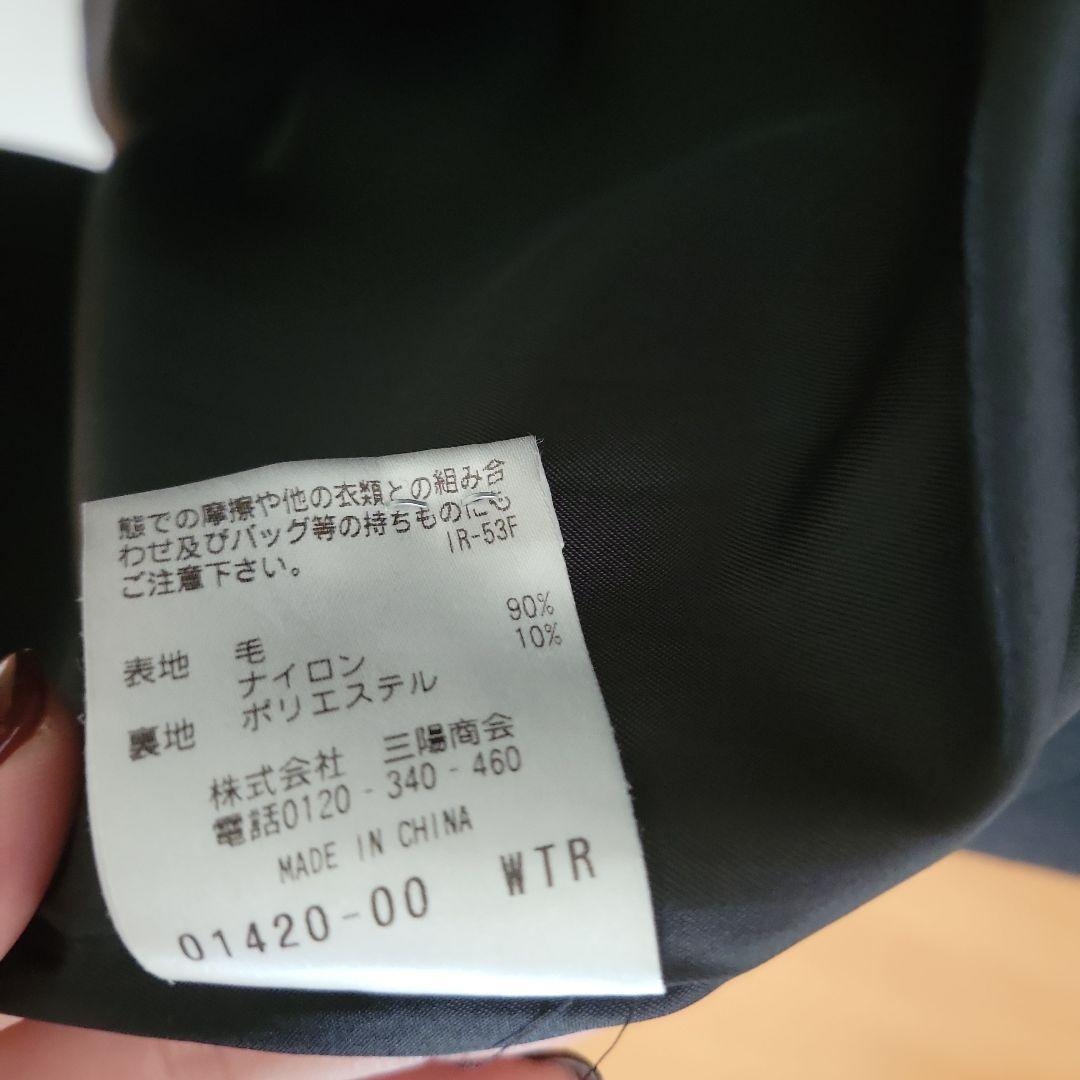 態での摩擦や他の衣類との組み合
わせ及びバッグ等の持ちものにも
ご注意下さい。
IR-53F
表地 毛 90%
ナイロン 10%
裏地 ポリエステル
株式会社 三陽商会
電話0120-340-460
MADE IN CHINA
01420-00 WTR